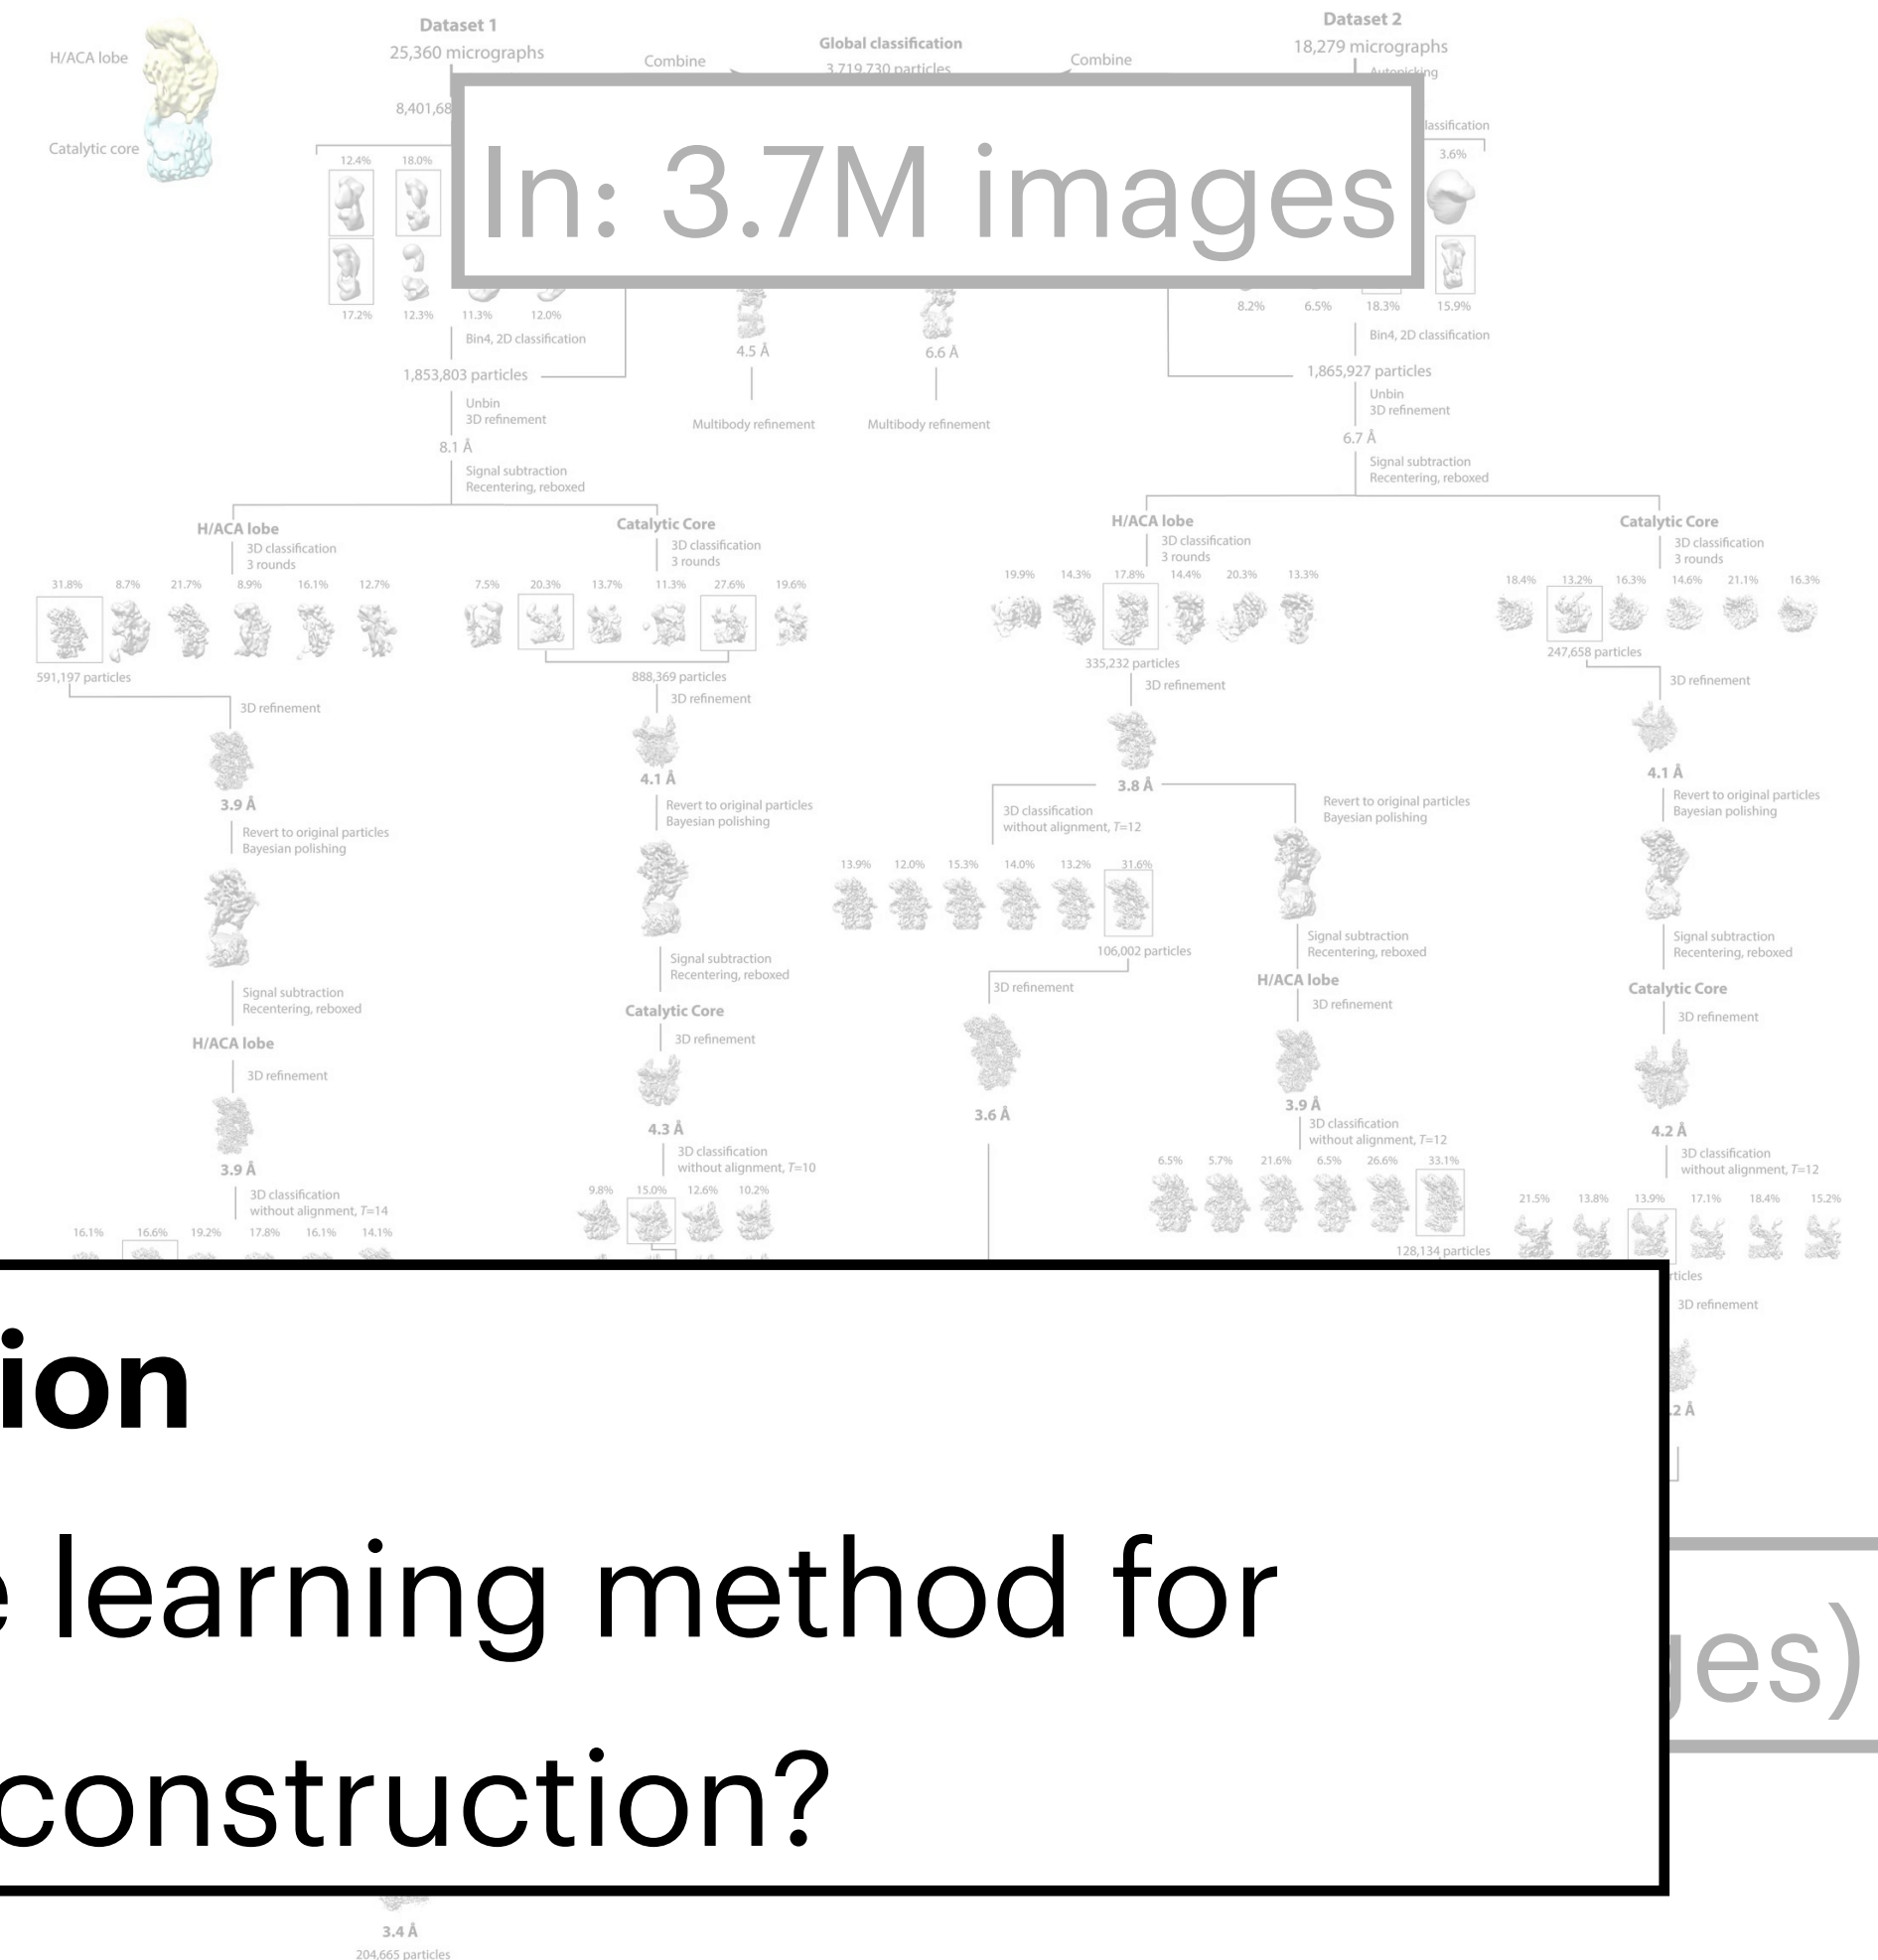 Dataset 1
25,360 micrographs
H/ACA lobe
Catalytic core
Combine
Global classification
3,719,730 particles
Combine
Dataset 2
18,279 micrographs
Autopicking
In: 3.7M images
12.4% 18.0%
3.6%
17.2% 12.3% 11.3% 12.0%
8.2% 6.5% 18.3% 15.9%
Bin4, 2D classification
1,853,803 particles
Unbin
3D refinement
8.1 Å
Signal subtraction
Recentering, reboxed
4.5 Å
Multibody refinement
6.6 Å
Multibody refinement
Bin4, 2D classification
1,865,927 particles
Unbin
3D refinement
6.7 Å
Signal subtraction
Recentering, reboxed
H/ACA lobe
3D classification
3 rounds
31.8% 8.7% 21.7% 8.9% 16.1% 12.7%
591,197 particles
3D refinement
3.9 Å
Revert to original particles
Bayesian polishing
Signal subtraction
Recentering, reboxed
H/ACA lobe
3D refinement
3.9 Å
3D classification
without alignment, T=14
16.1% 16.6% 19.2% 17.8% 16.1% 14.1%
Catalytic Core
3D classification
3 rounds
7.5% 20.3% 13.7% 11.3% 27.6% 19.6%
888,369 particles
3D refinement
4.1 Å
Revert to original particles
Bayesian polishing
Signal subtraction
Recentering, reboxed
Catalytic Core
3D refinement
4.3 Å
3D classification
without alignment, T=10
9.8% 15.0% 12.6% 10.2%
H/ACA lobe
3D classification
3 rounds
19.9% 14.3% 17.8% 14.4% 20.3% 13.3%
335,232 particles
3D refinement
3.8 Å
3D classification
without alignment, T=12
13.9% 12.0% 15.3% 14.0% 13.2% 31.6%
106,002 particles
3D refinement
3.6 Å
Revert to original particles
Bayesian polishing
Signal subtraction
Recentering, reboxed
H/ACA lobe
3D refinement
3.9 Å
3D classification
without alignment, T=12
6.5% 5.7% 21.6% 6.5% 26.6% 33.1%
128,134 particles
Catalytic Core
3D classification
3 rounds
18.4% 13.2% 16.3% 14.6% 21.1% 16.3%
247,658 particles
3D refinement
4.1 Å
Revert to original particles
Bayesian polishing
Signal subtraction
Recentering, reboxed
Catalytic Core
3D refinement
4.2 Å
3D classification
without alignment, T=12
21.5% 13.8% 13.9% 17.1% 18.4% 15.2%
3D refinement
ion
learning method for
construction?
es)
3.4 Å
204,665 particles